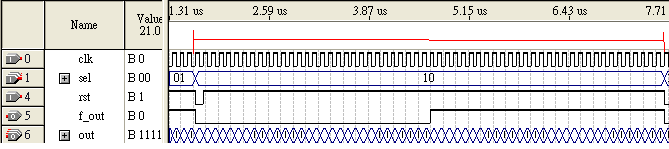 Name Value 21.0 1.31 us 2.59 us 3.87 us 5.15 us 6.43 us 7.71
0 clk B 0
1 sel B 00 01 10
4 rst B 1
5 f_out B 0
6 out B 1111